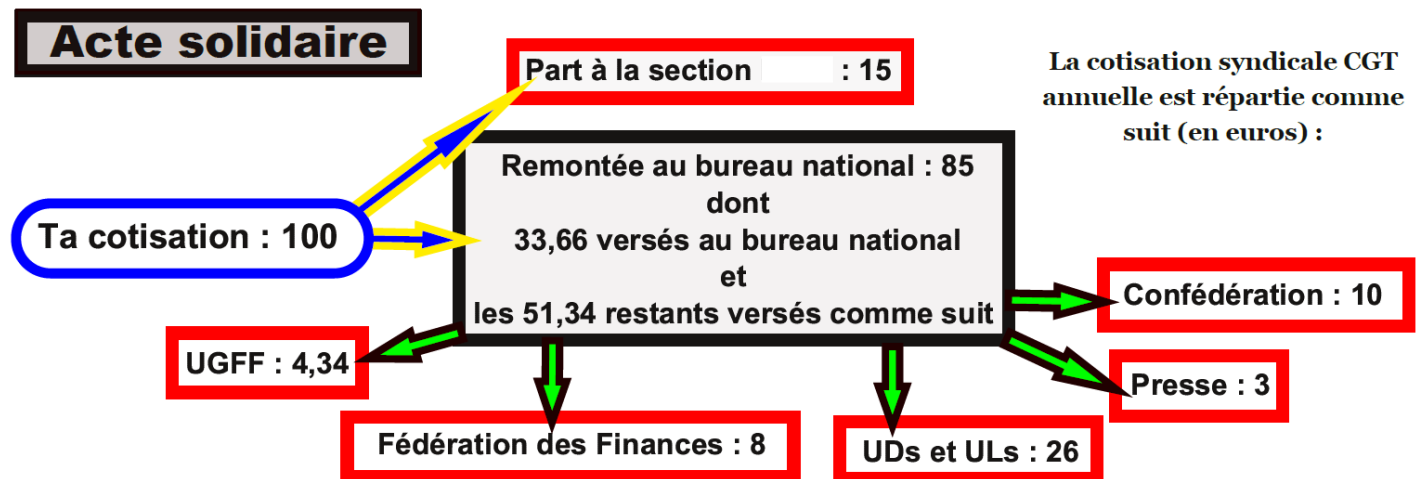 Acte solidaire
Part à la section : 15
La cotisation syndicale CGT
annuelle est répartie comme
suit (en euros) :
Ta cotisation : 100
Remontée au bureau national : 85
dont
33,66 versés au bureau national
et
les 51,34 restants versés comme suit
Confédération : 10
UGFF : 4,34
Presse : 3
Fédération des Finances : 8
UDs et ULs : 26